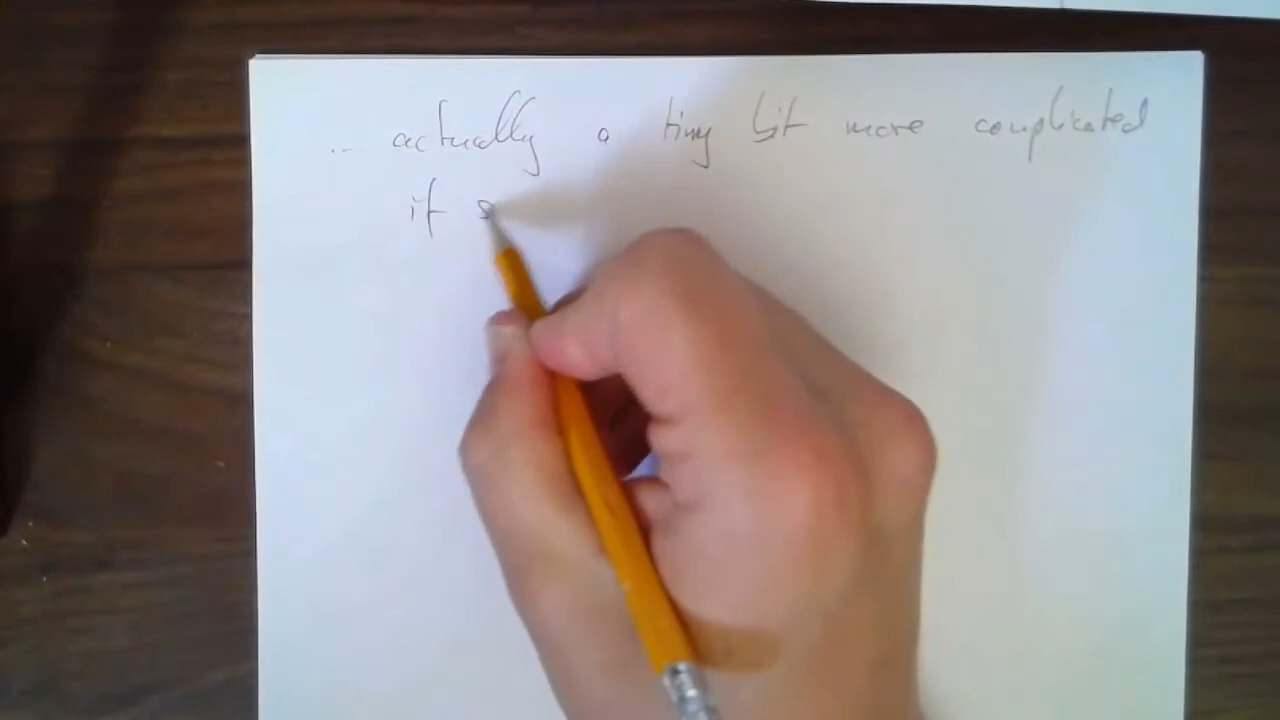 .. actually a tiny bit more complicated
if